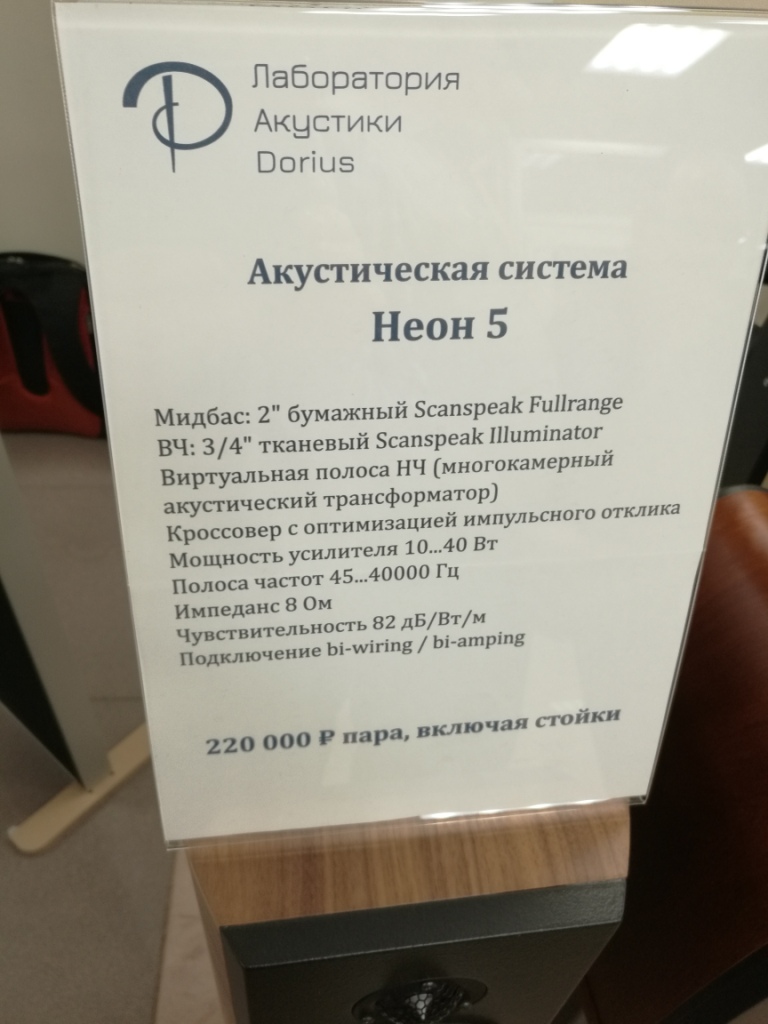 Лаборатория
Акустики
Dorius
Акустическая система
Неон 5
Мидбас: 2" бумажный Scanspeak Fullrange
ВЧ: 3/4" тканевый Scanspeak Illuminator
Виртуальная полоса НЧ (многокамерный
акустический трансформатор)
Кроссовер с оптимизацией импульсного отклика
Мощность усилителя 10...40 Вт
Полоса частот 45...40000 Гц
Импеданс 8 Ом
Чувствительность 82 дБ/Вт/м
Подключение bi-wiring / bi-amping
220 000 ₽ пара, включая стойки